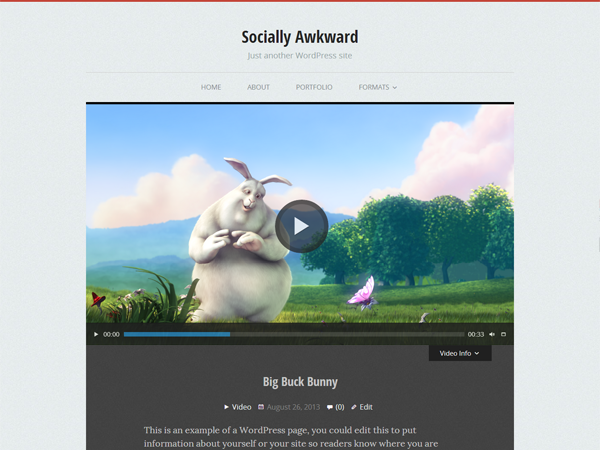 Socially Awkward
Just another WordPress site
HOME ABOUT PORTFOLIO FORMATS
00:00 00:33
Video Info
Big Buck Bunny
Video August 26, 2013 (0) Edit
This is an example of a WordPress page, you could edit this to put
information about yourself or your site so readers know where you are